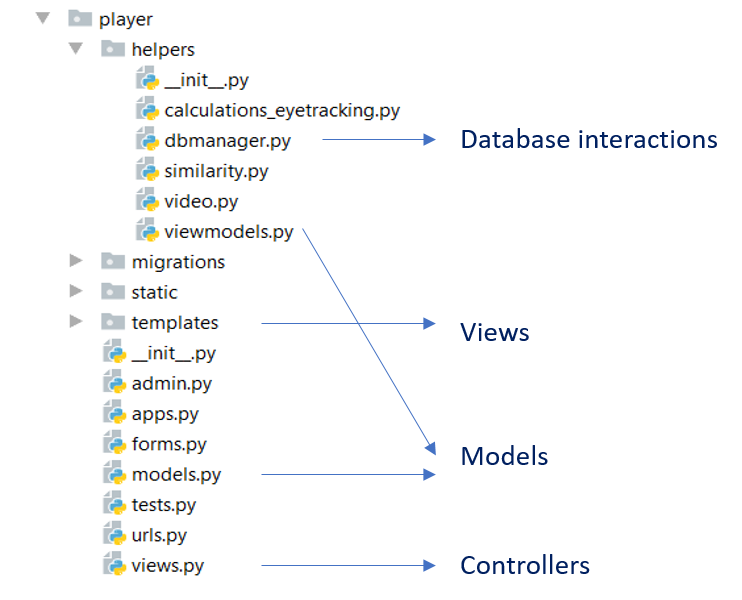 player
helpers
__init__.py
calculations_eyetracking.py
dbmanager.py
Database interactions
similarity.py
video.py
viewmodels.py
migrations
static
templates
Views
__init__.py
admin.py
apps.py
forms.py
Models
models.py
tests.py
urls.py
views.py
Controllers